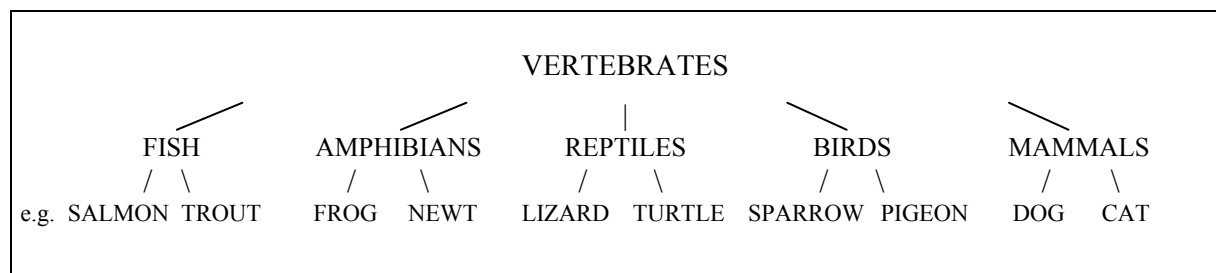 VERTEBRATES
FISH AMPHIBIANS REPTILES BIRDS MAMMALS
e.g. SALMON TROUT FROG NEWT LIZARD TURTLE SPARROW PIGEON DOG CAT